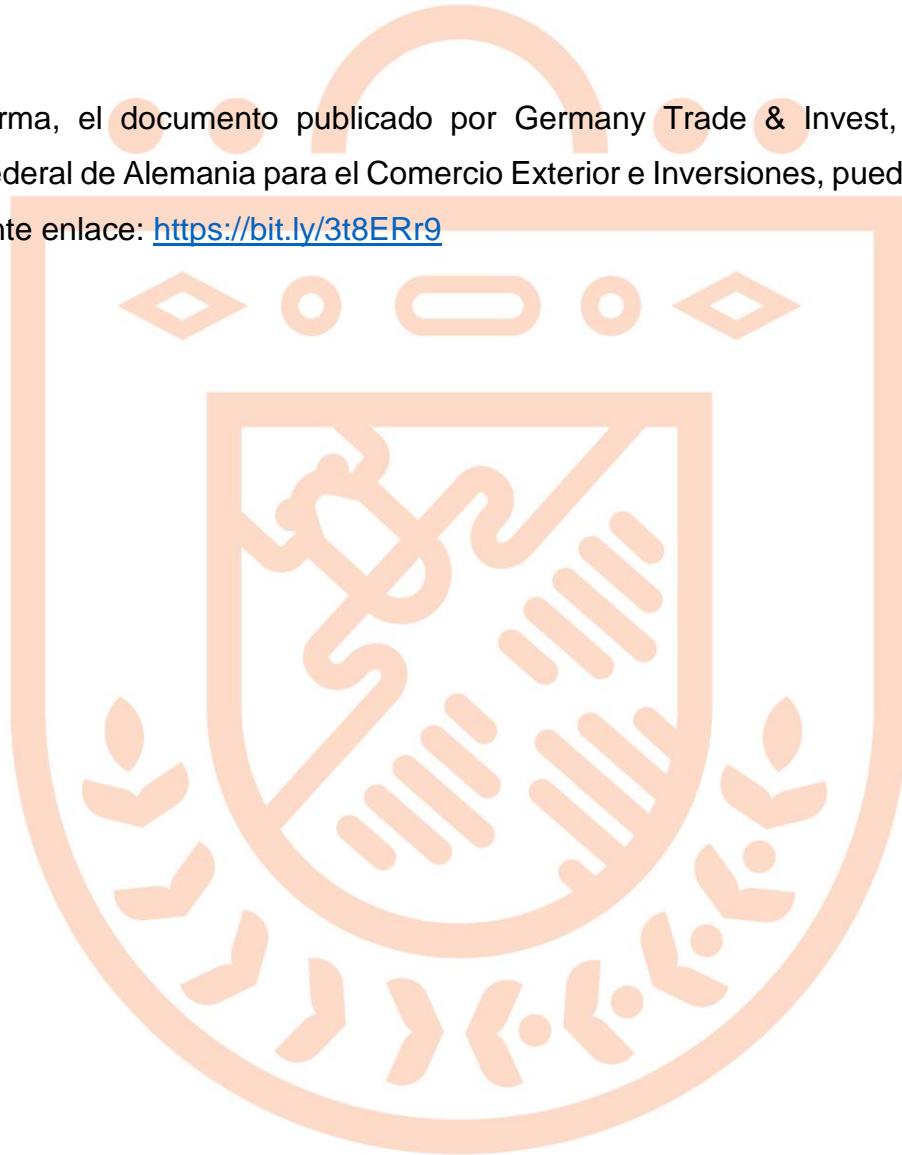 rma, el documento publicado por Germany Trade & Invest,
ederal de Alemania para el Comercio Exterior e Inversiones, pued
nte enlace: https://bit.ly/3t8ERr9